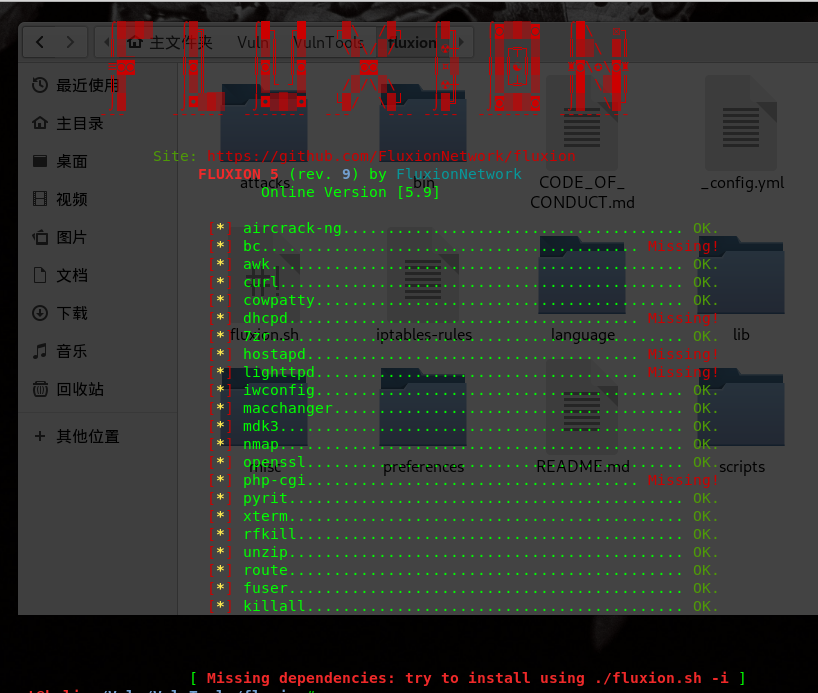 主文件夹 Vuln VulnTools fluxion
最近使用
主目录
桌面
视频
图片
文档
下载
音乐
回收站
其他位置
attacks bin CODE_OF_CONDUCT.md _config.yml
fluxion.sh iptables-rules language lib
misc preferences README.md scripts
FLUXION
Site: https://github.com/FluxionNetwork/fluxion
FLUXION 5 (rev. 9) by FluxionNetwork
Online Version [5.9]
[*] aircrack-ng..................................... OK.
[*] bc.......................................... Missing!
[*] awk............................................. OK.
[*] curl............................................ OK.
[*] cowpatty........................................ OK.
[*] dhcpd....................................... Missing!
[*] 7zr............................................. OK.
[*] hostapd..................................... Missing!
[*] lighttpd.................................... Missing!
[*] iwconfig........................................ OK.
[*] macchanger...................................... OK.
[*] mdk3............................................ OK.
[*] nmap............................................ OK.
[*] openssl......................................... OK.
[*] php-cgi..................................... Missing!
[*] pyrit........................................... OK.
[*] xterm........................................... OK.
[*] rfkill.......................................... OK.
[*] unzip........................................... OK.
[*] route........................................... OK.
[*] fuser........................................... OK.
[*] killall......................................... OK.
[ Missing dependencies: try to install using ./fluxion.sh -i ]